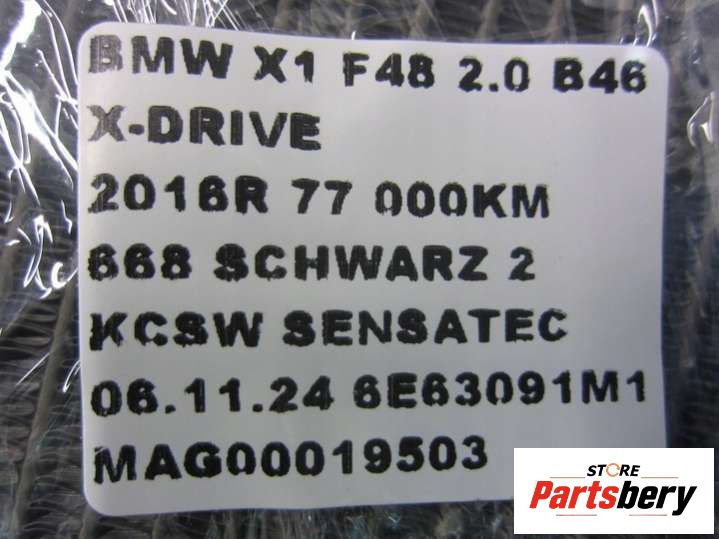 BMW X1 F48 2.0 B46
X-DRIVE
2016R 77 000KM
668 SCHWARZ 2
KCSW SENSATEC
06.11.24 6E63091M1
MAG00019503
STORE
Partsbery